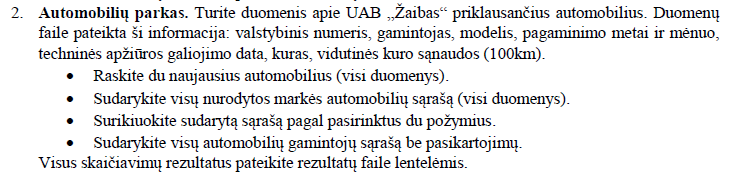 2. Automobilių parkas. Turite duomenis apie UAB „Žaibas“ priklausančius automobilius. Duomenų
faile pateikta ši informacija: valstybinis numeris, gamintojas, modelis, pagaminimo metai ir mėnuo,
techninės apžiūros galiojimo data, kuras, vidutinės kuro sąnaudos (100km).
• Raskite du naujausius automobilius (visi duomenys).
• Sudarykite visų nurodytos markės automobilių sąrašą (visi duomenys).
• Surikiuokite sudarytą sąrašą pagal pasirinktus du požymius.
• Sudarykite visų automobilių gamintojų sąrašą be pasikartojimų.
Visus skaičiavimų rezultatus pateikite rezultatų faile lentelėmis.